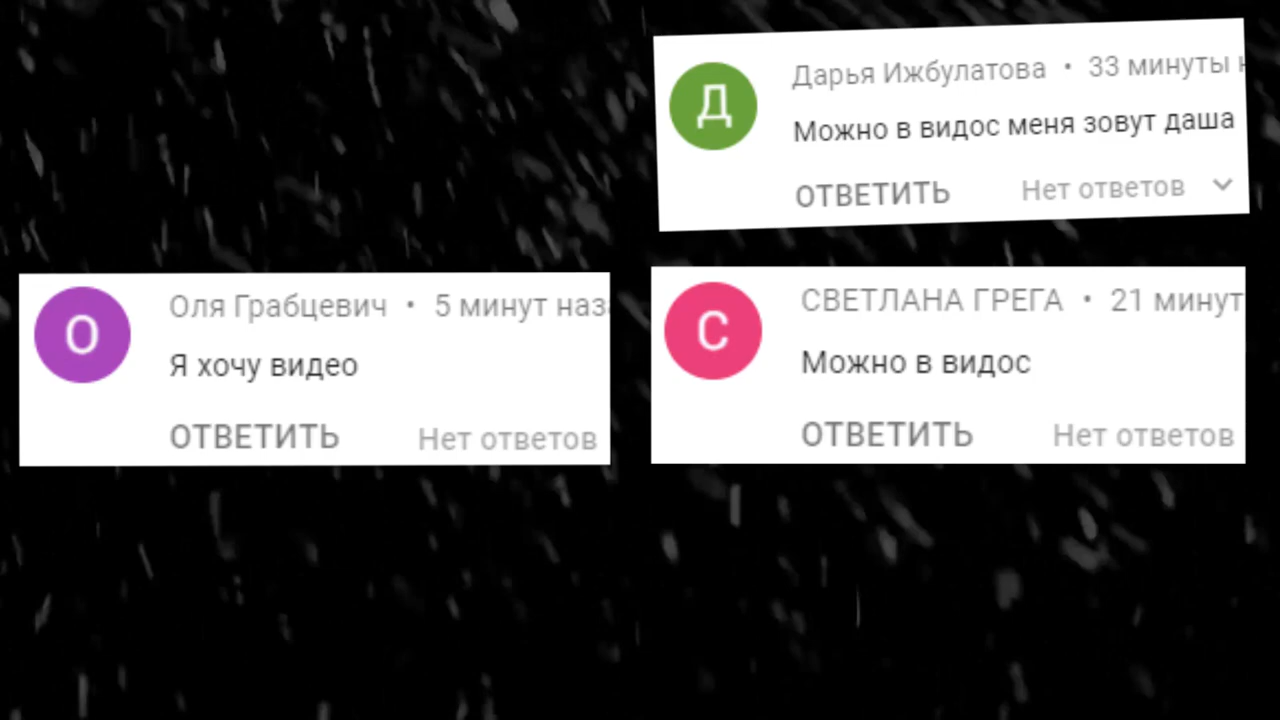 Д
Дарья Ижбулатова • 33 минуты
Можно в видос меня зовут даша
ОТВЕТИТЬ Нет ответов
О
Оля Грабцевич • 5 минут наз
Я хочу видео
ОТВЕТИТЬ Нет ответов
С
СВЕТЛАНА ГРЕГА • 21 минут
Можно в видос
ОТВЕТИТЬ Нет ответов